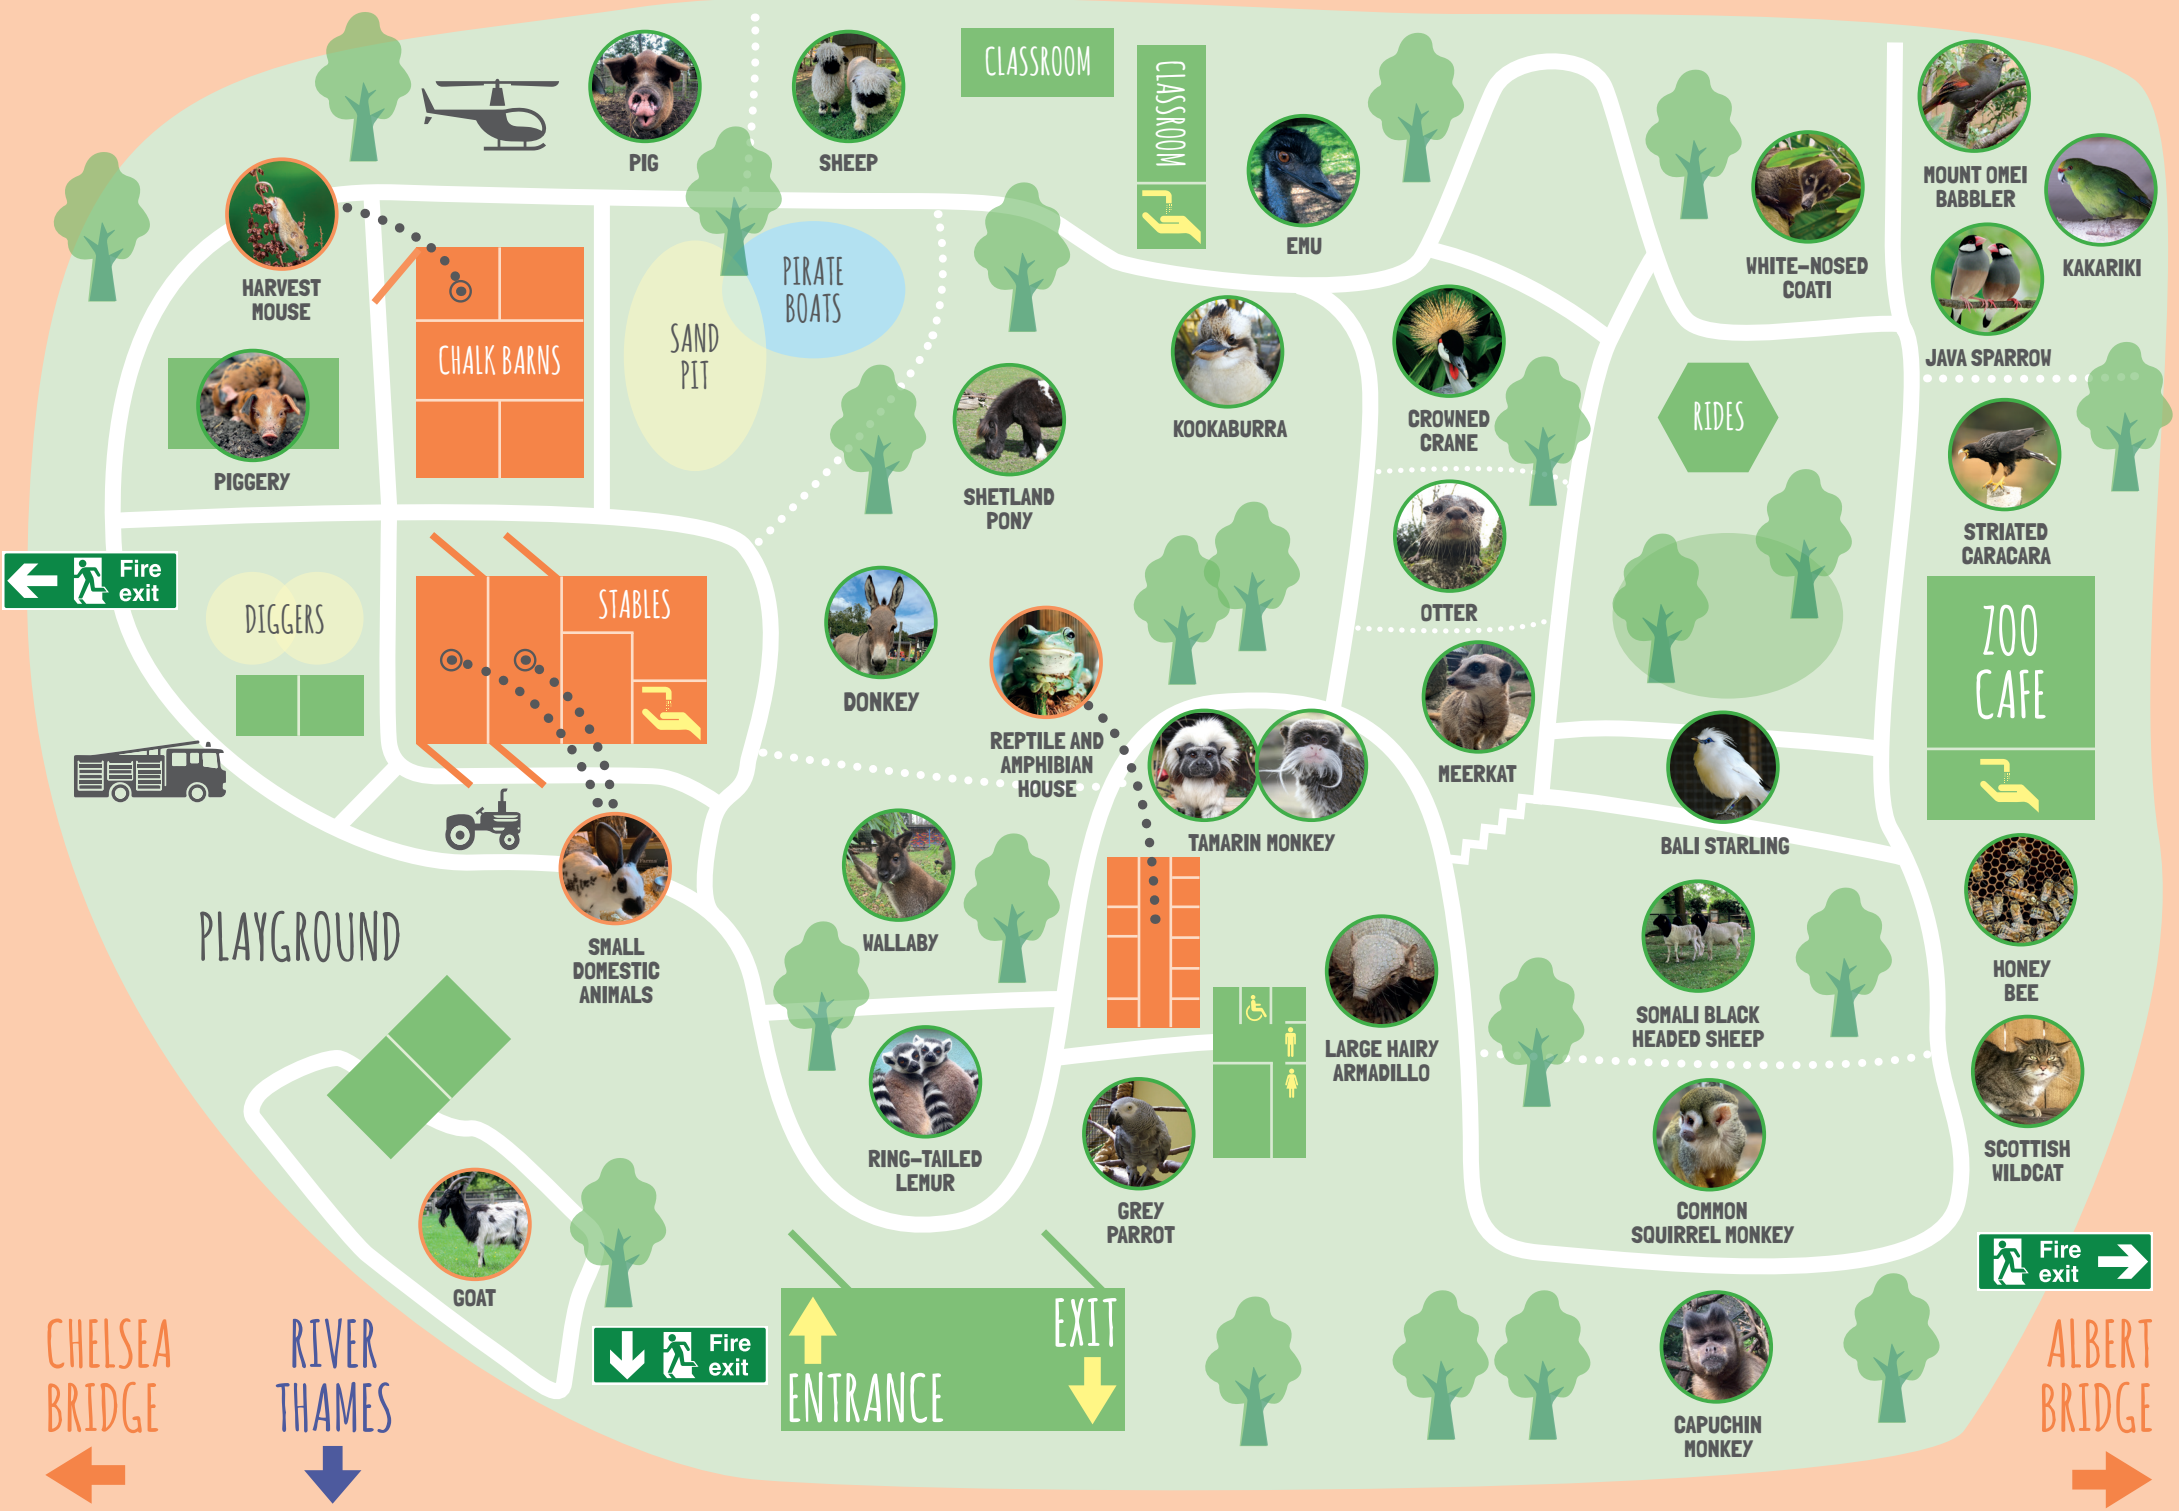 CLASSROOM
CLASSROOM
PIG
SHEEP
EMU
MOUNT OMEI
BABBLER
KAKARIKI
WHITE-NOSED
COATI
JAVA SPARROW
HARVEST
MOUSE
PIRATE
BOATS
SAND
PIT
CHALK BARNS
KOOKABURRA
CROWNED
CRANE
RIDES
PIGGERY
SHETLAND
PONY
STRIATED
CARACARA
Fire
exit
DIGGERS
STABLES
OTTER
ZOO
CAFE
DONKEY
REPTILE AND
AMPHIBIAN
HOUSE
MEERKAT
TAMARIN MONKEY
BALI STARLING
PLAYGROUND
SMALL
DOMESTIC
ANIMALS
WALLABY
HONEY
BEE
SOMALI BLACK
HEADED SHEEP
LARGE HAIRY
ARMADILLO
RING-TAILED
LEMUR
GREY
PARROT
COMMON
SQUIRREL MONKEY
SCOTTISH
WILDCAT
Fire
exit
GOAT
CHELSEA
BRIDGE
RIVER
THAMES
Fire
exit
ENTRANCE
EXIT
CAPUCHIN
MONKEY
ALBERT
BRIDGE